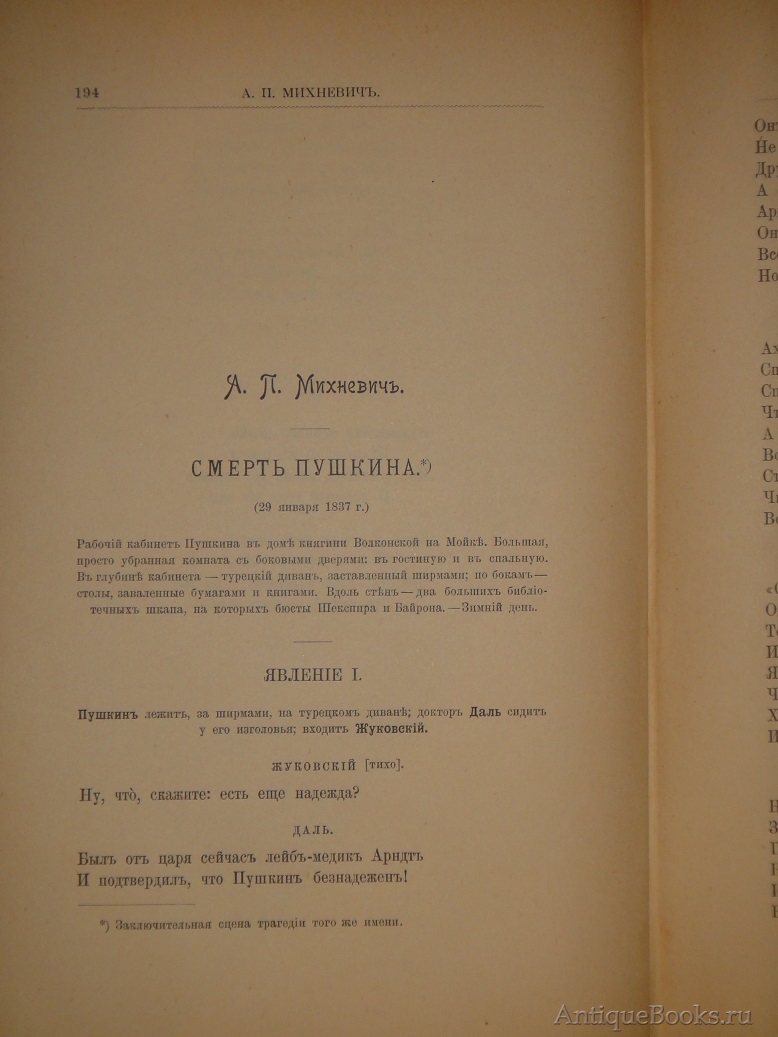 194
А. П. МИХНЕВИЧЪ.
А. П. Михневичъ.
СМЕРТЬ ПУШКИНА.*)
(29 января 1837 г.)
Рабочій кабинетъ Пушкина въ домѣ княгини Волконской на Мойкѣ. Большая,
просто убранная комната съ боковыми дверями: въ гостиную и въ спальную.
Въ глубинѣ кабинета — турецкій диванъ, заставленный ширмами; по бокамъ —
столы, заваленные бумагами и книгами. Вдоль стѣнъ — два большихъ библіо-
течныхъ шкапа, на которыхъ бюсты Шекспира и Байрона. — Зимній день.
ЯВЛЕНІЕ I.
Пушкинъ лежитъ, за ширмами, на турецкомъ диванѣ; докторъ Даль сидитъ
у его изголовья; входитъ Жуковскій.
ЖУКОВСКІЙ [тихо].
Ну, что̀, скажите: есть еще надежда?
ДАЛЬ.
Былъ отъ царя сейчасъ лейбъ-медикъ Арндтъ
И подтвердилъ, что Пушкинъ безнадеженъ!
*) Заключительная сцена трагедіи того же имени.
Не
А
Но
А
AntiqueBooks.ru